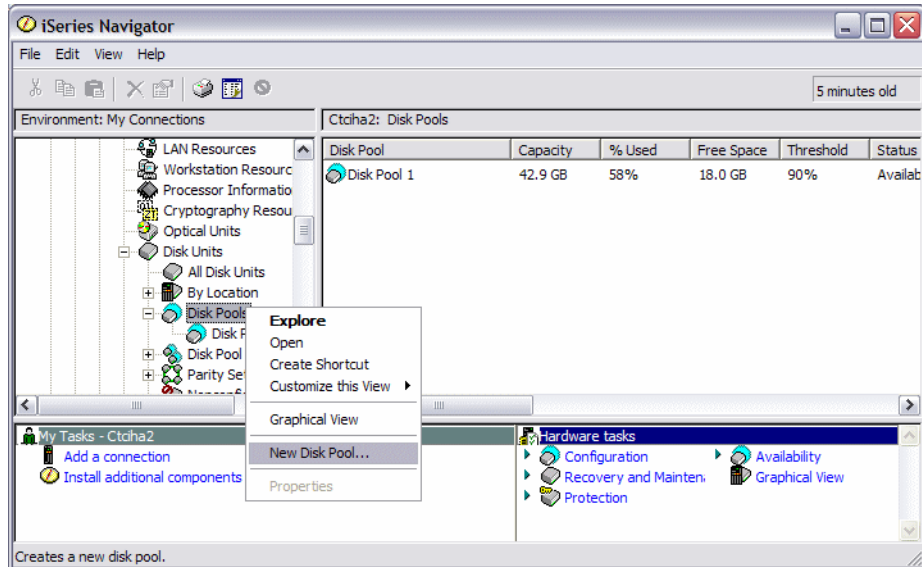 iSeries Navigator
File Edit View Help
5 minutes old
Environment: My Connections
Ctciha2: Disk Pools
LAN Resources
Workstation Resourc
Processor Informatio
Cryptography Resou
Optical Units
Disk Units
All Disk Units
By Location
Disk Pools
Disk P
Disk Pool
Parity Se
Disk Pool Capacity % Used Free Space Threshold Status
Disk Pool 1 42.9 GB 58% 18.0 GB 90% Availab
Explore
Open
Create Shortcut
Customize this View
Graphical View
New Disk Pool...
Properties
My Tasks - Ctciha2
Add a connection
Install additional components
Hardware tasks
Configuration
Availability
Recovery and Mainten
Graphical View
Protection
Creates a new disk pool.